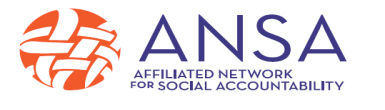 ANSA
AFFILIATED NETWORK
FOR SOCIAL ACCOUNTABILITY